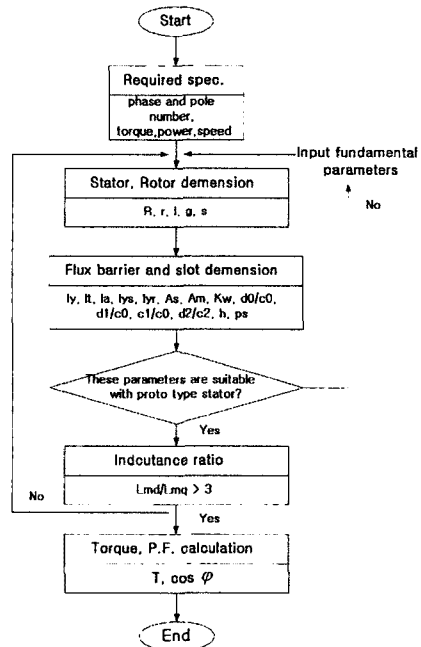 Start
Required spec.
phase and pole
number,
torque,power,speed
Input fundamental
parameters
No
Stator, Rotor demension
R, r, l, g, s
Flux barrier and slot demension
ly, lt, la, lys, lyr, As, Am, Kw, d0/c0,
d1/c0, c1/c0, d2/c2, h, ps
These parameters are suitable
with proto type stator?
Yes
Indcutance ratio
Lmd/Lmq > 3
No
Yes
Torque, P.F. calculation
T, cos φ
End